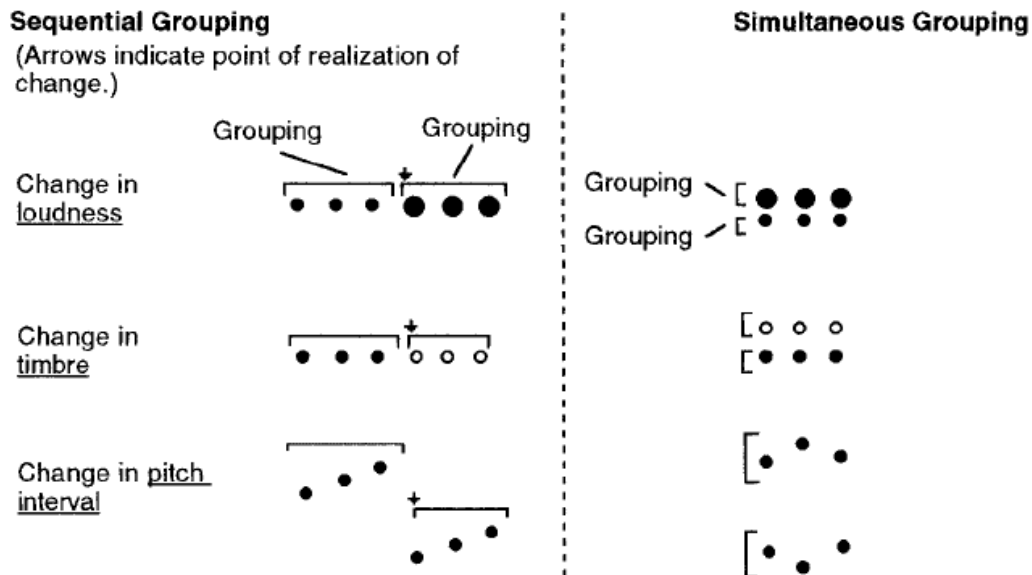 Sequential Grouping
(Arrows indicate point of realization of
change.)
Simultaneous Grouping
Grouping
Grouping
Change in
loudness
Grouping
Grouping
Change in
timbre
Change in pitch
interval